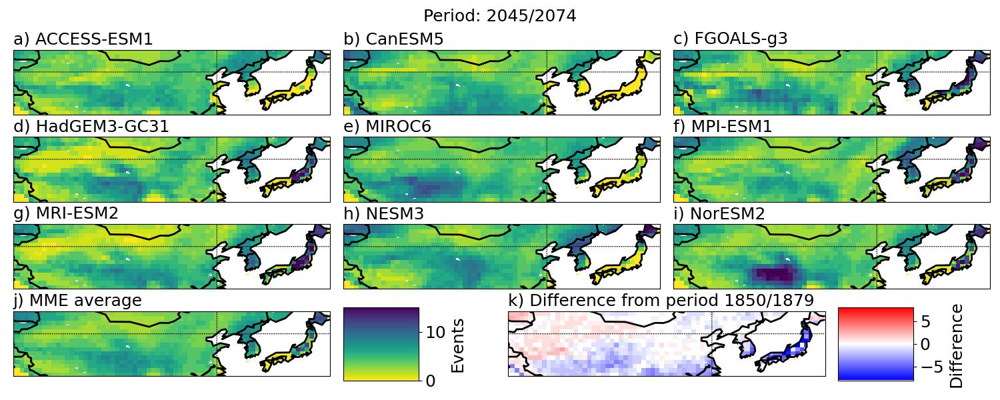 Period: 2045/2074
a) ACCESS-ESM1
b) CanESM5
c) FGOALS-g3
d) HadGEM3-GC31
e) MIROC6
f) MPI-ESM1
g) MRI-ESM2
h) NESM3
i) NorESM2
j) MME average
10
0
Events
k) Difference from period 1850/1879
5
0
−5
Difference